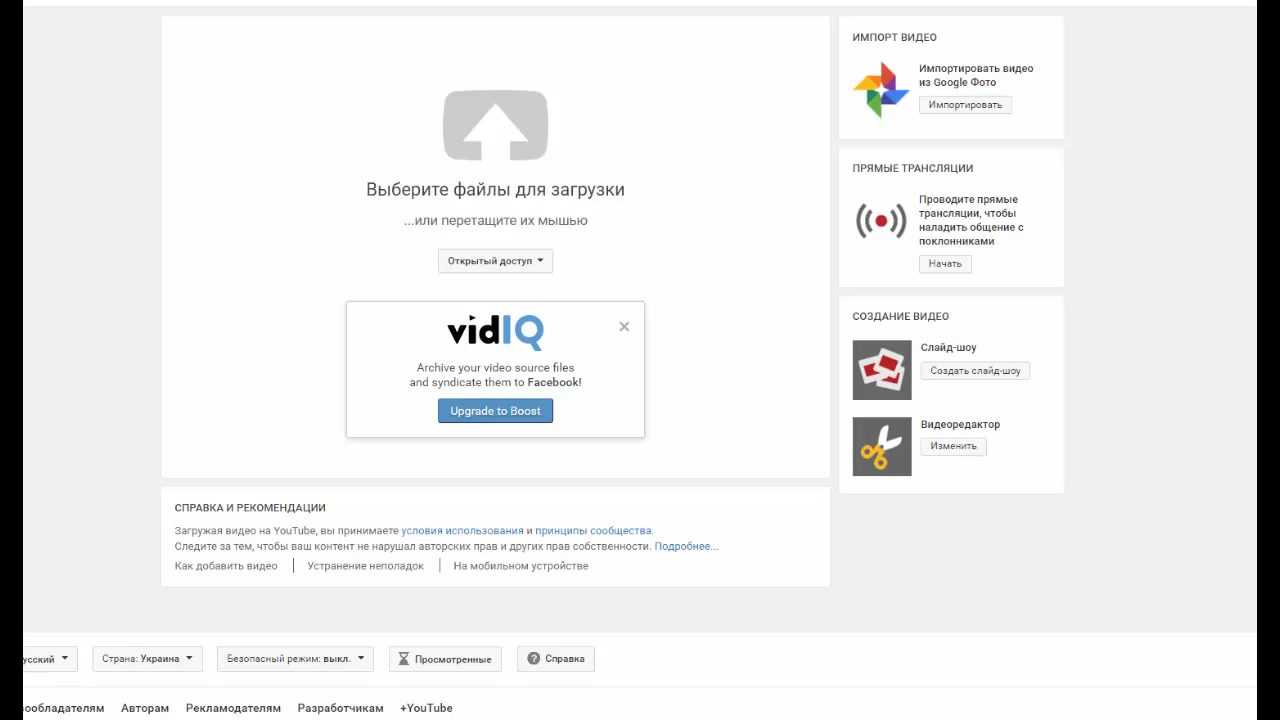 Выберите файлы для загрузки
...или перетащите их мышью
Открытый доступ
vidIQ
Archive your video source files
and syndicate them to Facebook!
Upgrade to Boost
СПРАВКА И РЕКОМЕНДАЦИИ
Загружая видео на YouTube, вы принимаете условия использования и принципы сообщества.
Следите за тем, чтобы ваш контент не нарушал авторских прав и других прав собственности. Подробнее...
Как добавить видео
Устранение неполадок
На мобильном устройстве
ИМПОРТ ВИДЕО
Импортировать видео
из Google Фото
Импортировать
ПРЯМЫЕ ТРАНСЛЯЦИИ
Проводите прямые
трансляции, чтобы
наладить общение с
поклонниками
Начать
СОЗДАНИЕ ВИДЕО
Слайд-шоу
Создать слайд-шоу
Видеоредактор
Изменить
усский
Страна: Украина
Безопасный режим: выкл.
Просмотренные
Справка
вообладателям
Авторам
Рекламодателям
Разработчикам
+YouTube